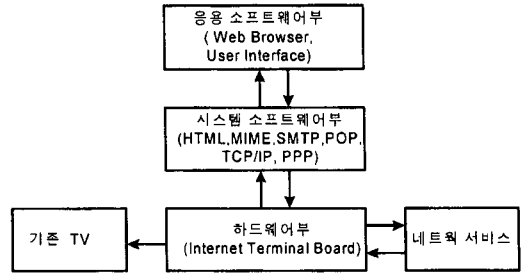 응용 소프트웨어부
( Web Browser,
User Interface)
시스템 소프트웨어부
(HTML,MIME,SMTP,POP,
TCP/IP, PPP)
기존 TV
하드웨어부
(Internet Terminal Board)
네트웍 서비스